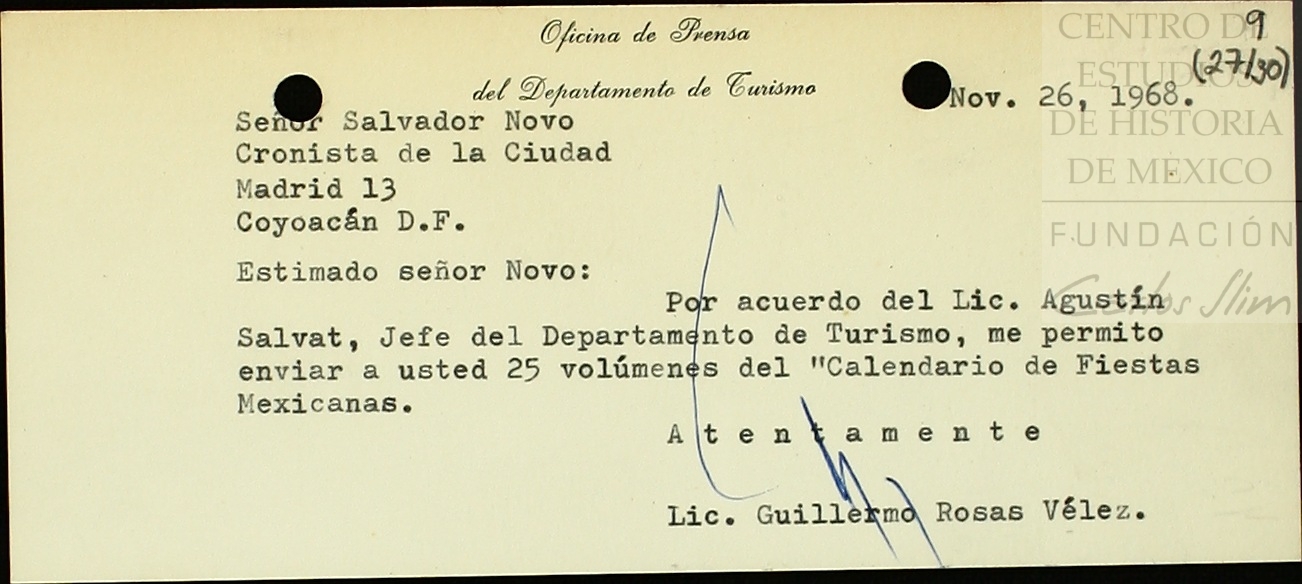 Oficina de Prensa
del Departamento de Turismo
9
(27/30)
Nov. 26, 1968.
Señor Salvador Novo
Cronista de la Ciudad
Madrid 13
Coyoacán D.F.
Estimado señor Novo:
Por acuerdo del Lic. Agustín
Salvat, Jefe del Departamento de Turismo, me permito
enviar a usted 25 volúmenes del "Calendario de Fiestas
Mexicanas.
A t e n t a m e n t e
Lic. Guillermo Rosas Vélez.
CENTRO DE
ESTUDIOS
DE HISTORIA
DE MEXICO
FUNDACIÓN
Carlos Slim